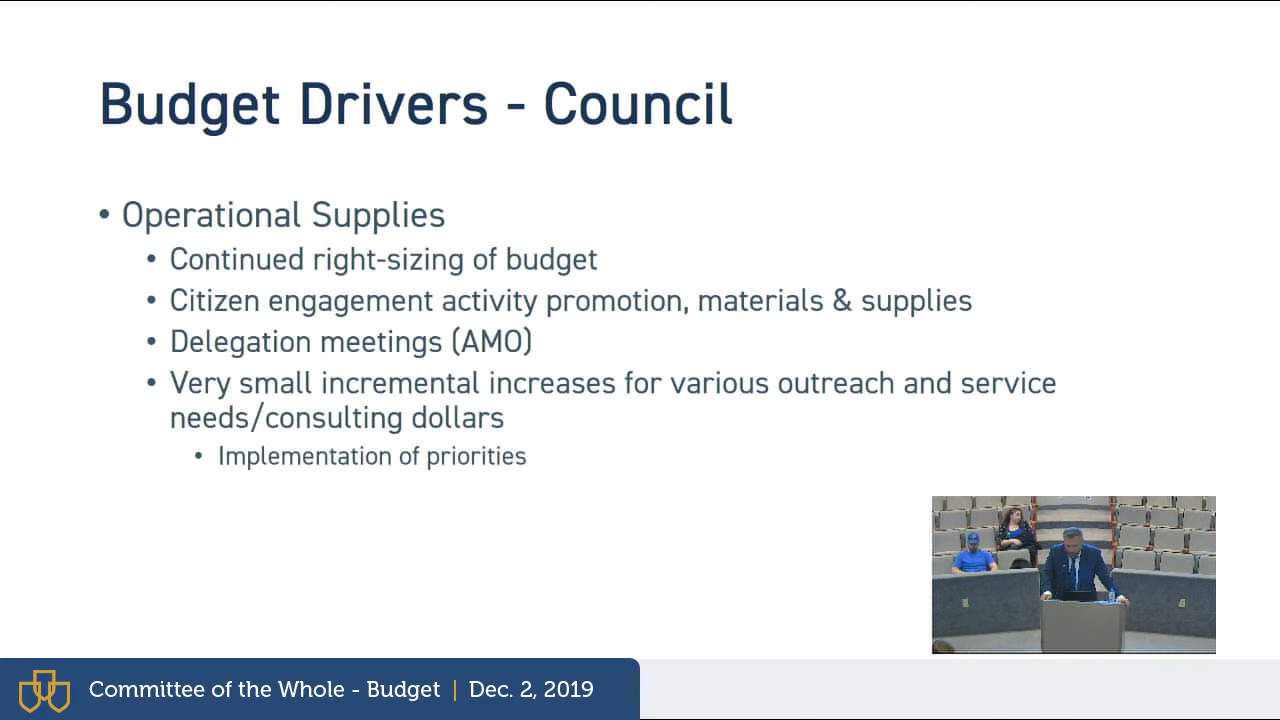 Budget Drivers - Council
• Operational Supplies
• Continued right-sizing of budget
• Citizen engagement activity promotion, materials & supplies
• Delegation meetings (AMO)
• Very small incremental increases for various outreach and service
needs/consulting dollars
• Implementation of priorities
Committee of the Whole - Budget | Dec. 2, 2019